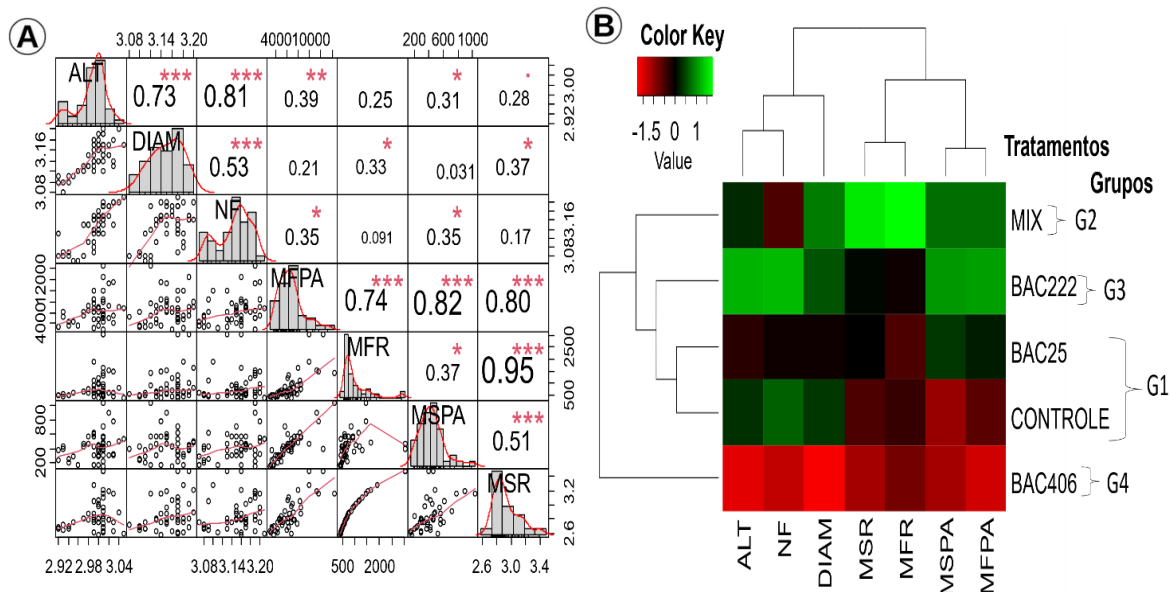 A
3.08 3.14 3.20
4000 10000
200 600 1000
ALT
***
0.73
***
0.81
**
0.39
0.25
*
0.31
.
0.28
2.92 3.00
3.08 3.16
DIAM
***
0.53
0.21
*
0.33
0.031
*
0.37
NF
*
0.35
0.091
*
0.35
0.17
3.08 3.16
4000 12000
MFPA
***
0.74
***
0.82
***
0.80
MFR
*
0.37
***
0.95
500 2500
200 800
MSPA
***
0.51
MSR
2.6 3.2
2.92 2.98 3.04
3.08 3.14 3.20
500 2000
2.6 3.0 3.4
B
Color Key
-1.5 0 1
Value
Tratamentos
Grupos
MIX G2
BAC222 G3
BAC25
G1
CONTROLE
BAC406 G4
ALT
NF
DIAM
MSR
MFR
MSPA
MFPA